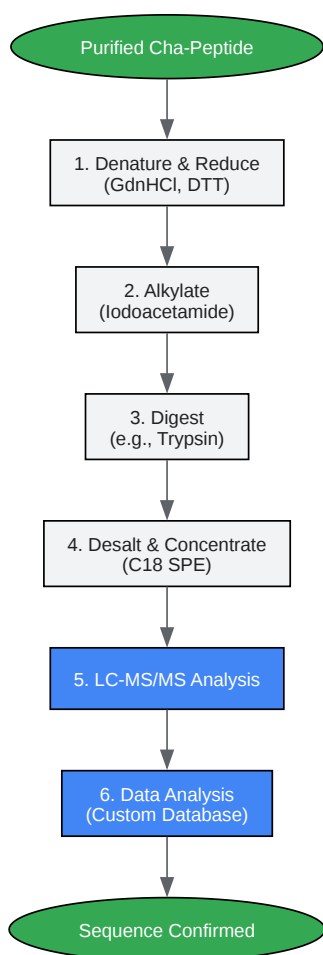 Purified Cha-Peptide
1. Denature & Reduce
(GdnHCl, DTT)
2. Alkylate
(Iodoacetamide)
3. Digest
(e.g., Trypsin)
4. Desalt & Concentrate
(C18 SPE)
5. LC-MS/MS Analysis
6. Data Analysis
(Custom Database)
Sequence Confirmed